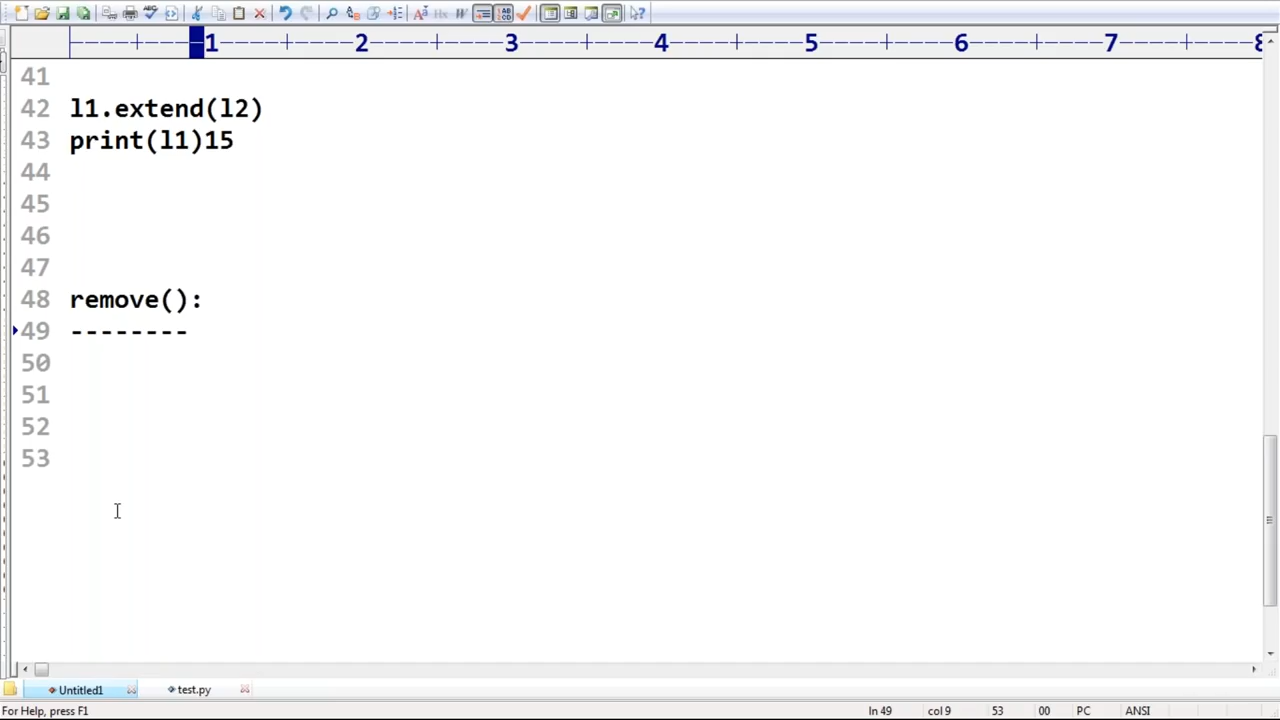 1 2 3 4 5 6 7 8
41
42 l1.extend(l2)
43 print(l1)15
44
45
46
47
48 remove():
49 --------
50
51
52
53
Untitled1 test.py
For Help, press F1 ln 49 col 9 53 00 PC ANSI